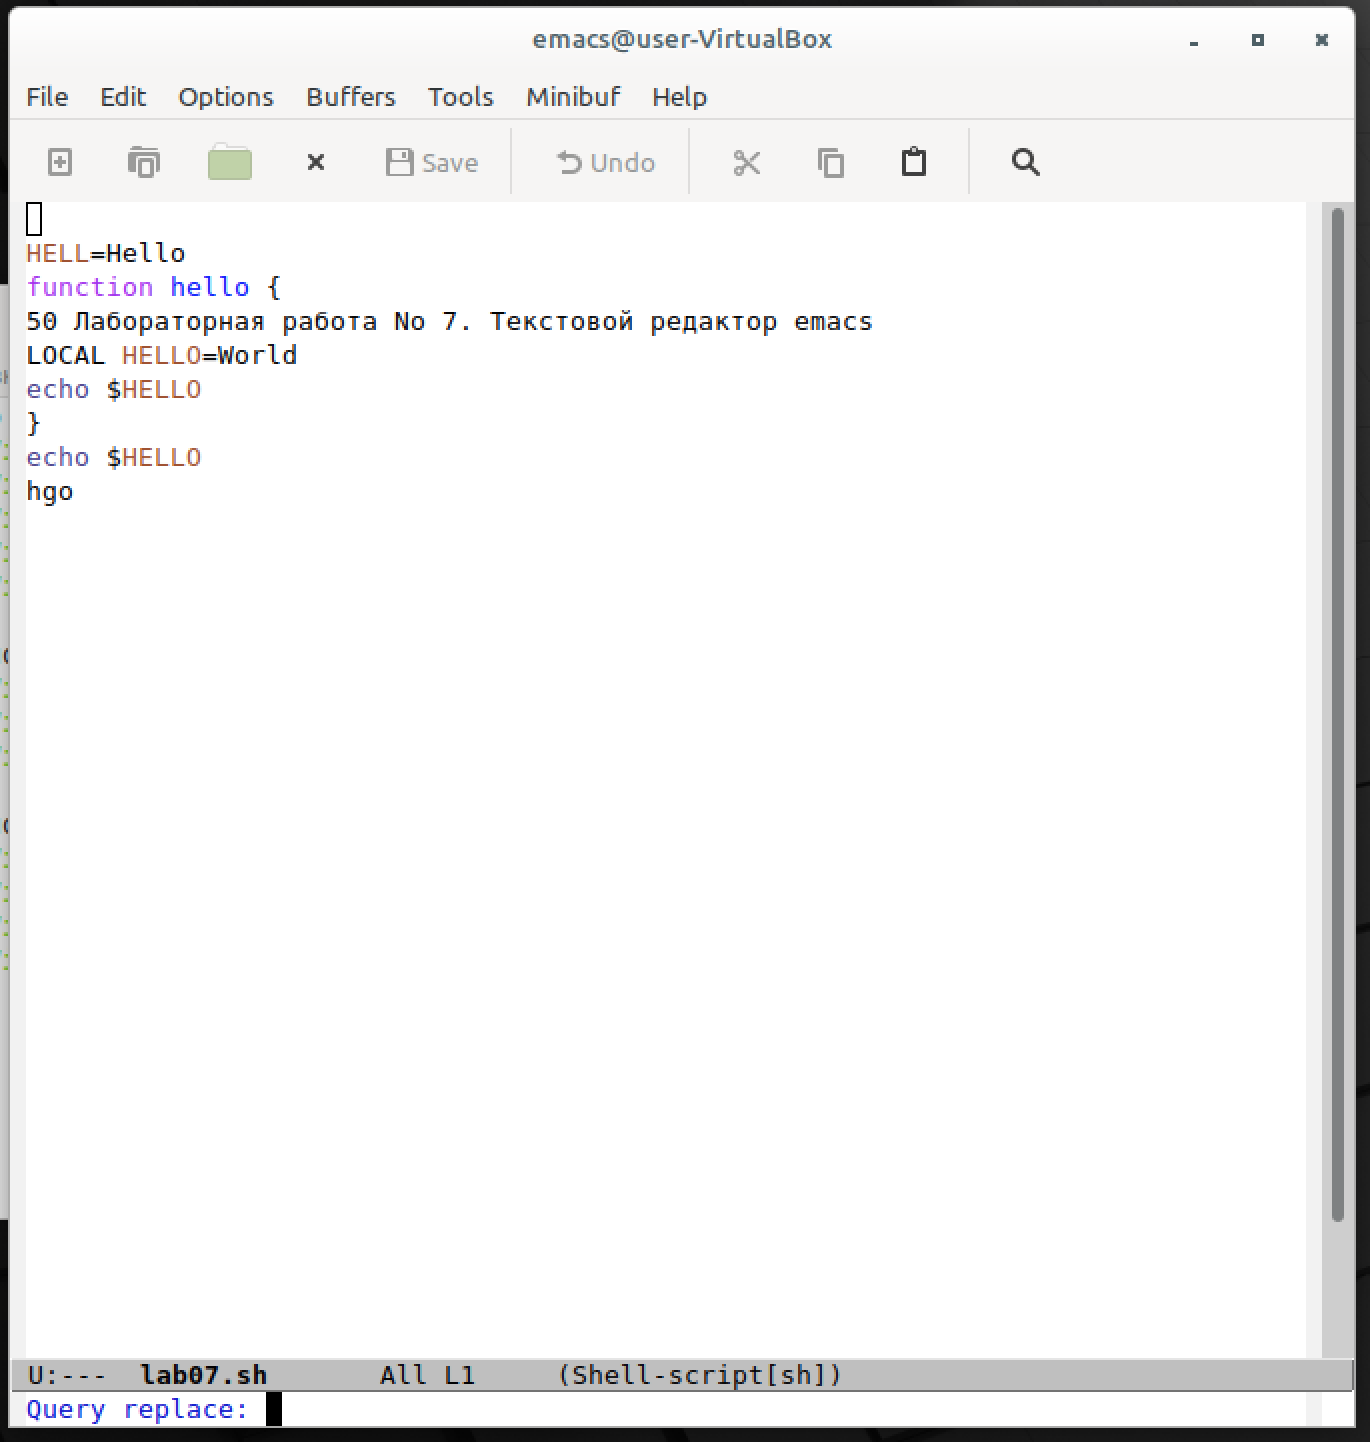 emacs@user-VirtualBox
File Edit Options Buffers Tools Minibuf Help
Save Undo
HELL=Hello
function hello {
50 Лабораторная работа No 7. Текстовой редактор emacs
LOCAL HELLO=World
echo $HELLO
}
echo $HELLO
hgo
U:--- lab07.sh All L1 (Shell-script[sh])
Query replace: